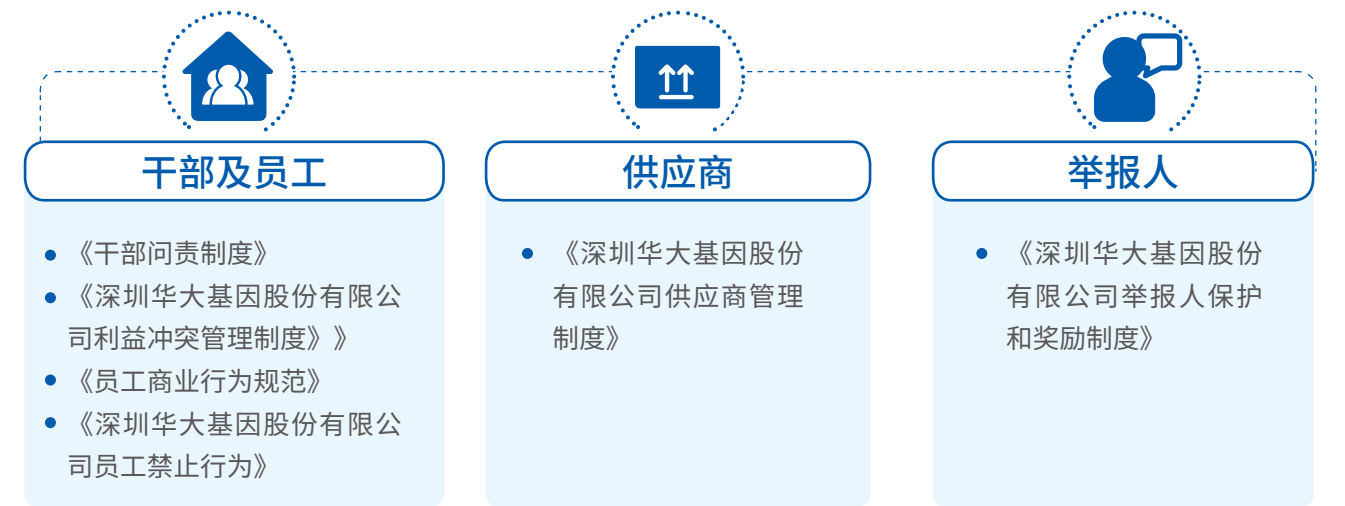 干部及员工
《干部问责制度》
《深圳华大基因股份有限公
司利益冲突管理制度》》
《员工商业行为规范》
《深圳华大基因股份有限公
司员工禁止行为》
供应商
《深圳华大基因股份
有限公司供应商管理
制度》
举报人
《深圳华大基因股份
有限公司举报人保护
和奖励制度》